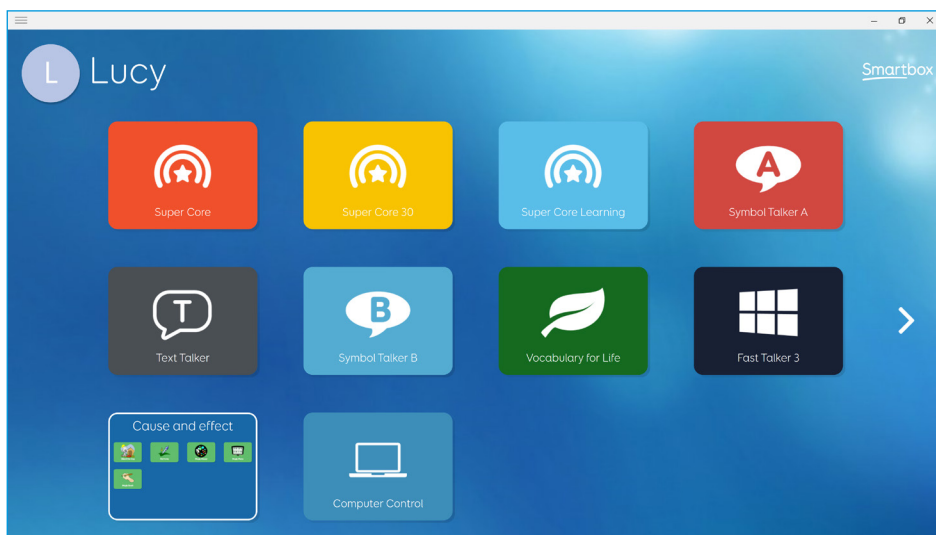 L
Lucy
Smartbox
Super Core
Super Core 30
Super Core Learning
A
Symbol Talker A
T
Text Talker
B
Symbol Talker B
Vocabulary for Life
Fast Talker 3
Cause and effect
Computer Control